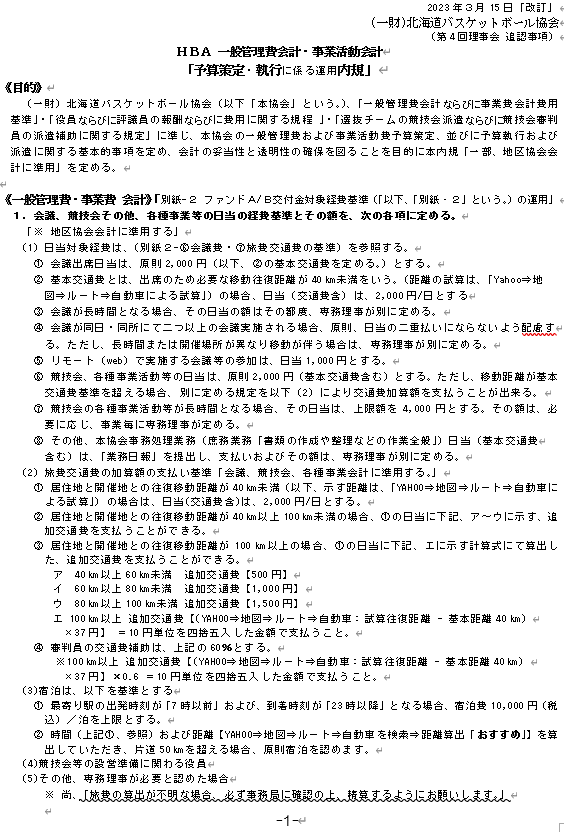 2023年３月 15日「改訂」
(一財)北海道バスケットボール協会
(第４回理事会 追認事項)
ＨＢＡ 一般管理費会計・事業活動会計
「予算策定・執行に係る運用内規」
《目的》
（一財）北海道バスケットボール協会（以下「本協会」という。）、「一般管理費会計ならびに事業費会計費用
基準」・「役員ならびに評議員の報酬ならびに費用に関する規程 」・「選抜チームの競技会派遣ならびに競技会審判
員の派遣補助に関する規定」に準じ、本協会の一般管理費および事業活動費予算策定、並びに予算執行および
派遣に関する基本的事項を定め、会計の妥当性と透明性の確保を図ることを目的に本内規「一部、地区協会会
計に準用」を定める。
《一般管理費・事業費 会計》「別紙-２ ファンドＡ/Ｂ交付金対象経費基準（「以下、「別紙・２」という。）の運用」
１．会議、競技会その他、各種事業等の日当の経費基準とその額を、次の各項に定める。
「※ 地区協会会計に準用する」
(1) 日当対象経費は、（別紙２-⑥会議費・⑦旅費交通費の基準）を参照する。
① 会議出席日当は、原則 2,000 円（以下、②の基本交通費を定める。）とする。
② 基本交通費とは、出席のため必要な移動往復距離が 40 ㎞未満をいう。（距離の試算は、「Yahoo⇒地
図⇒ルート⇒自動車による試算」）の場合、日当（交通費含）は、2,000 円/日とする
③ 会議が長時間となる場合、その日当の額はその都度、専務理事が別に定める。
④ 会議が同日・同所にて二つ以上の会議実施される場合、原則、日当の二重払いにならないよう配慮す
る。ただし、長時間または開催場所が異なり移動が伴う場合は、専務理事が別に定める。
⑤ リモート（web）で実施する会議等の参加は、日当 1,000 円とする。
⑥ 競技会、各種事業活動等の日当は、原則 2,000 円（基本交通費含む）とする。ただし、移動距離が基本
交通費基準を超える場合、別に定める規定を以下（2）により交通費加算額を支払うことが出来る。
⑦ 競技会の各種事業活動等が長時間となる場合、その日当は、上限額を 4,000 円とする。その額は、必
要に応じ、事業毎に専務理事が定める。
⑧ その他、本協会事務処理業務（庶務業務「書類の作成や整理などの作業全般」）日当（基本交通費
含む）は、「業務日報」を提出し、支払いおよびその額は、専務理事が別に定める。
(2) 旅費交通費の加算額の支払い基準「会議、競技会、各種事業会計に準用する。」
① 居住地と開催地との往復移動距離が 40 ㎞未満（以下、示す距離は、「YAHOO⇒地図⇒ルート⇒自動車に
よる試算」）の場合は、日当(交通費含)は、2,000 円/日とする。
② 居住地と開催地との往復移動距離が 40 ㎞以上 100 ㎞未満の場合、①の日当に下記、ア～ウに示す、追
加交通費を支払うことができる。
③ 居住地と開催地との往復移動距離が 100 ㎞以上の場合、①の日当に下記、エに示す計算式にて算出し
た、追加交通費を支払うことができる。
ア 40 ㎞以上 60 ㎞未満 追加交通費【500 円】
イ 60 ㎞以上 80 ㎞未満 追加交通費【1,000 円】
ウ 80 ㎞以上 100 ㎞未満 追加交通費【1,500 円】
エ 100 ㎞以上 追加交通費【（YAHOO⇒地図⇒ルート⇒自動車：試算往復距離 – 基本距離 40 ㎞）
×37 円】 ＝10 円単位を四捨五入した金額で支払うこと。
④ 審判員の交通費補助は、上記の 60％とする。
※100 ㎞以上 追加交通費【（YAHOO⇒地図⇒ルート⇒自動車：試算往復距離 – 基本距離 40 ㎞）
×37 円】 ×0.6 ＝10 円単位を四捨五入した金額で支払うこと。
(3)宿泊は、以下を基準とする
① 最寄り駅の出発時刻が「７時以前」および、到着時刻が「23 時以降」となる場合、宿泊費 10,000 円（税
込）／泊を上限とする。
② 時間（上記①、参照）および距離【YAHOO⇒地図⇒ルート⇒自動車を検索⇒距離算出「おすすめ」】を算
出していただき、片道 50 ㎞を超える場合、原則宿泊を認めます。
(4)競技会等の設営準備に関わる役員
(5)その他、専務理事が必要と認めた場合
※ 尚、「旅費の算出が不明な場合、必ず事務局に確認の上、精算するようにお願いします。」
-1-